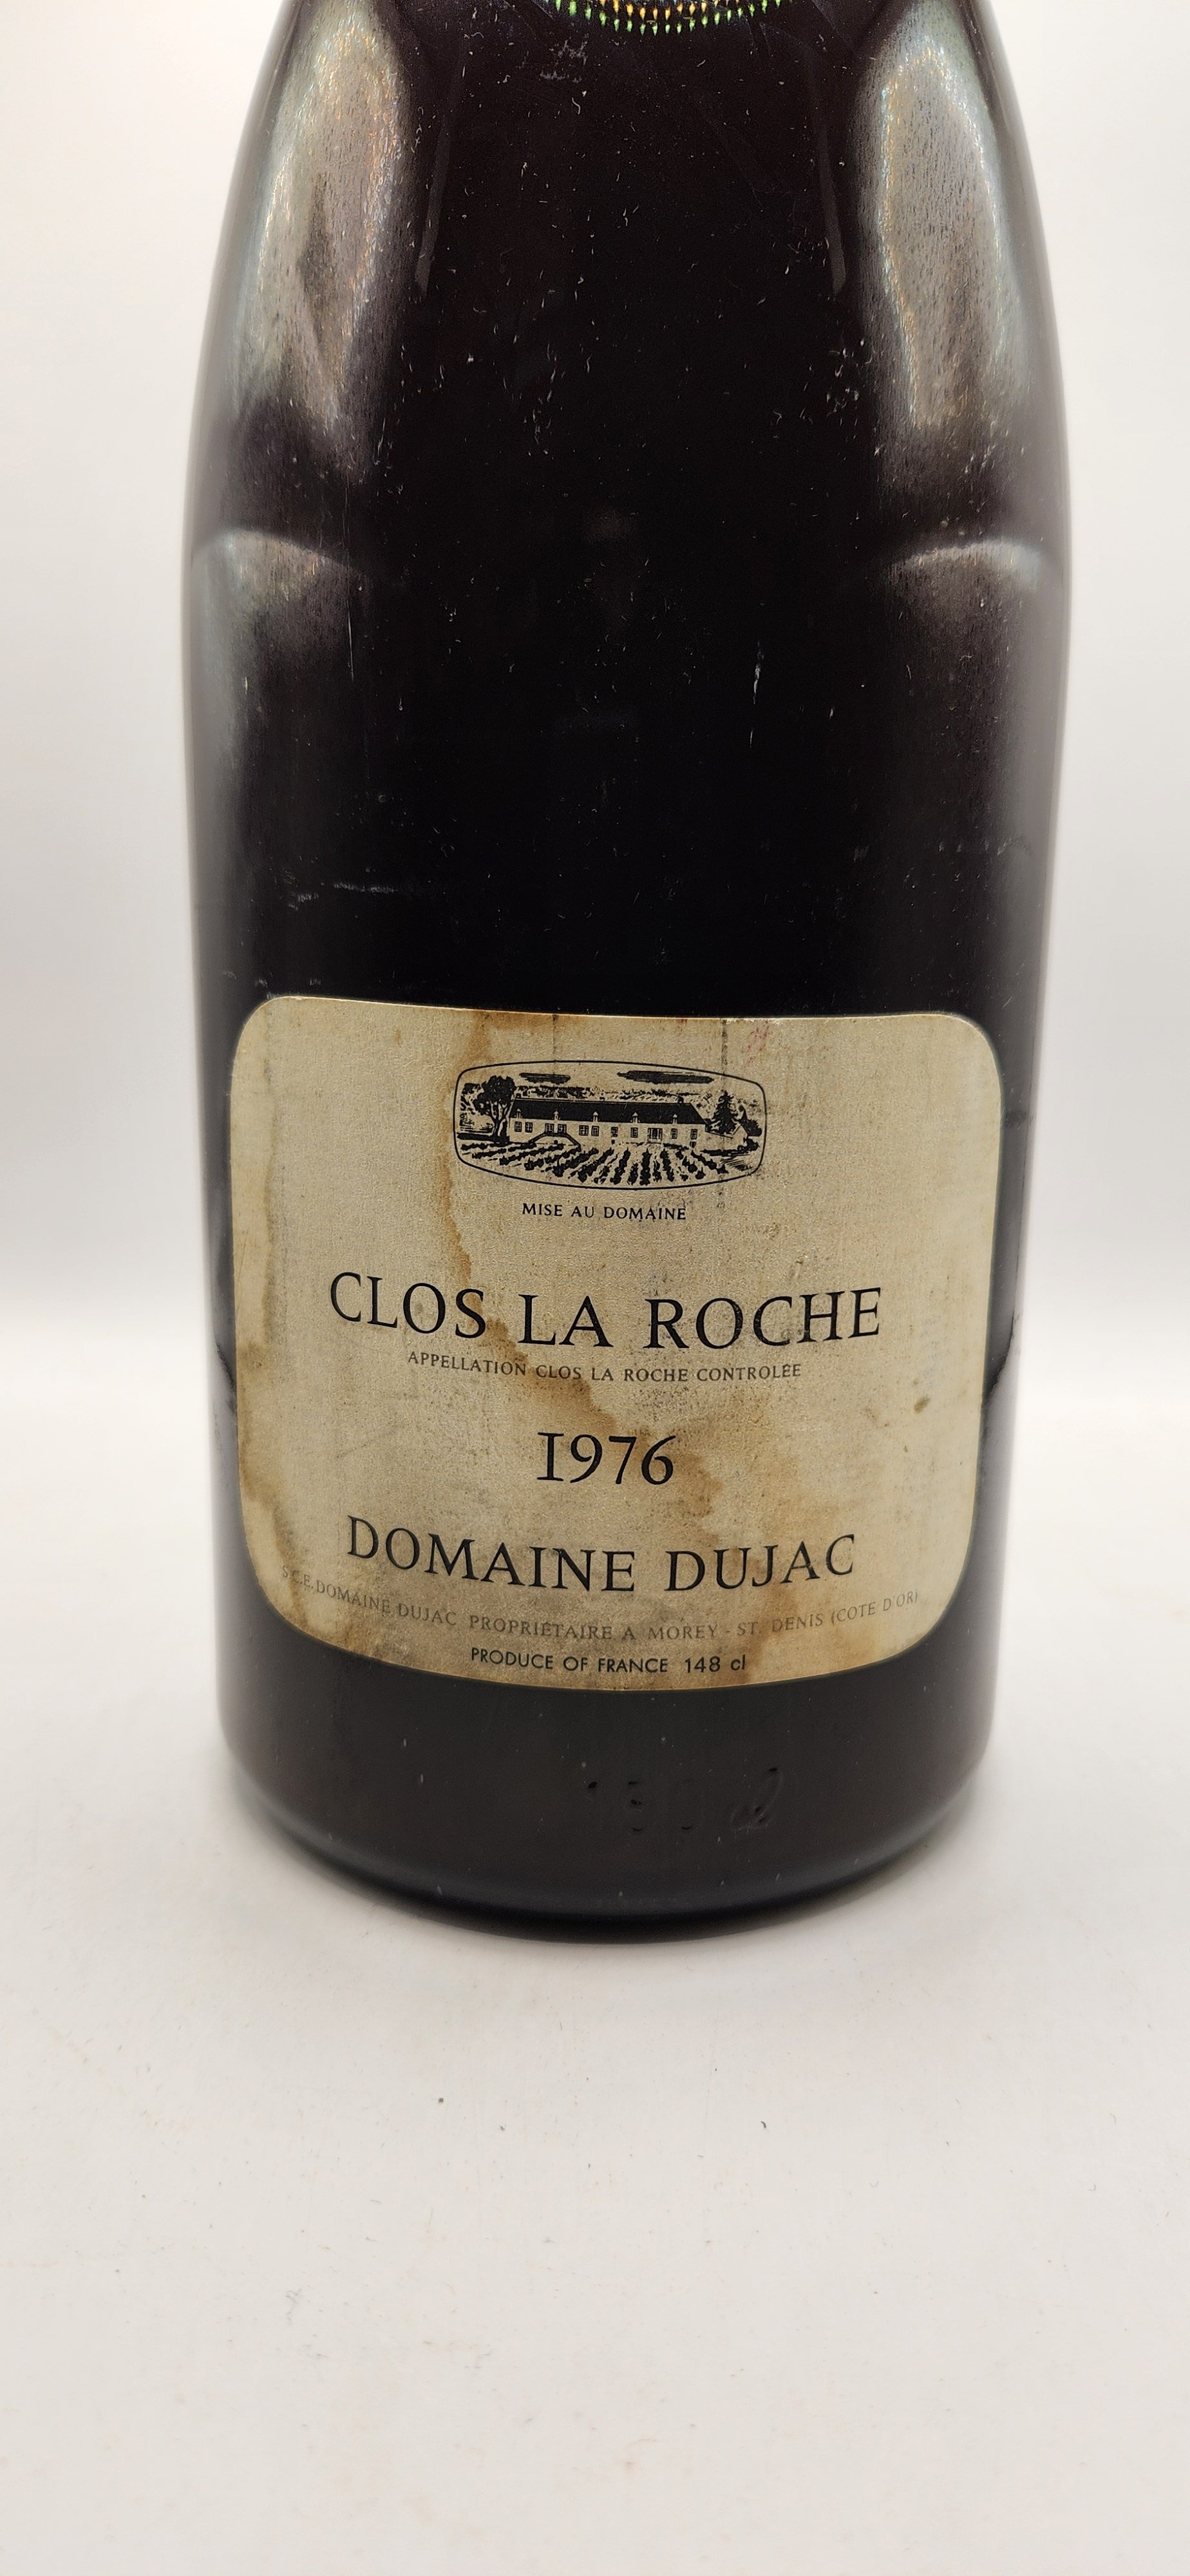 MISE AU DOMAINE
CLOS LA ROCHE
APPELLATION CLOS LA ROCHE CONTROLÉE
1976
DOMAINE DUJAC
S.C.E. DOMAINE DUJAC PROPRIÉTAIRE A MOREY - ST. DENIS (COTE D'OR)
PRODUCE OF FRANCE 148 cl